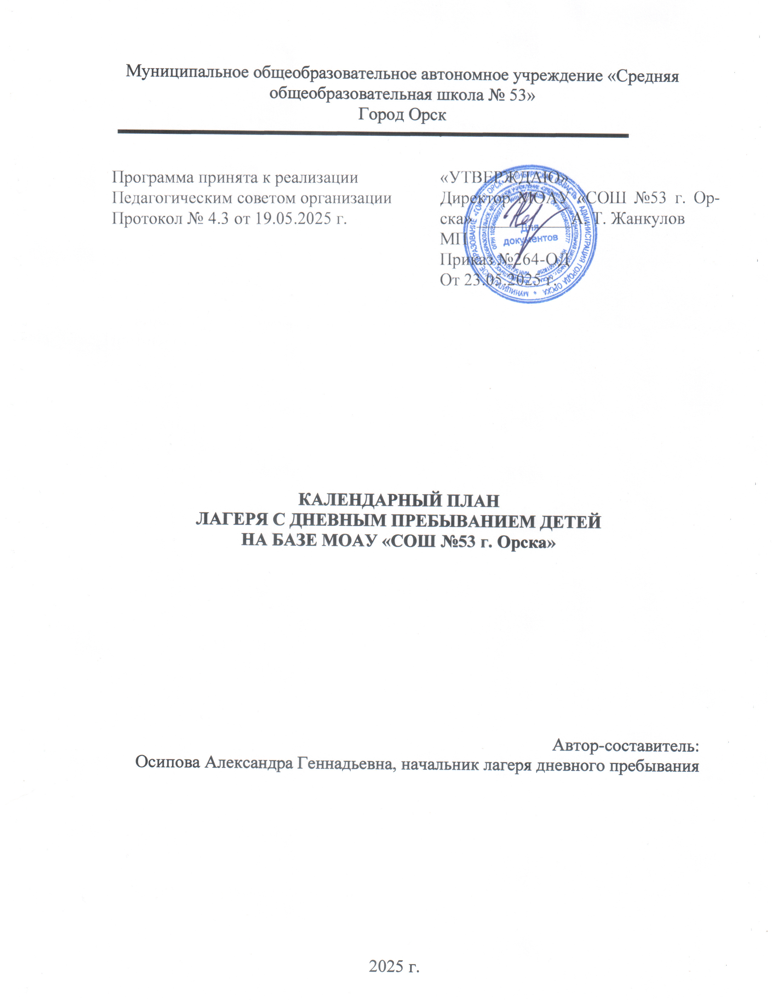 Муниципальное общеобразовательное автономное учреждение «Средняя
общеобразовательная школа № 53»
Город Орск
Программа принята к реализации
Педагогическим советом организации
Протокол № 4.3 от 19.05.2025 г.
«УТВЕРЖДАЮ»
Директор МОАУ «СОШ №53 г. Ор-
ска» ___________А. Т. Жанкулов
МП
Приказ №264-ОД
От 23.05.2025 г.
Для
документов
КАЛЕНДАРНЫЙ ПЛАН
ЛАГЕРЯ С ДНЕВНЫМ ПРЕБЫВАНИЕМ ДЕТЕЙ
НА БАЗЕ МОАУ «СОШ №53 г. Орска»
Автор-составитель:
Осипова Александра Геннадьевна, начальник лагеря дневного пребывания
2025 г.